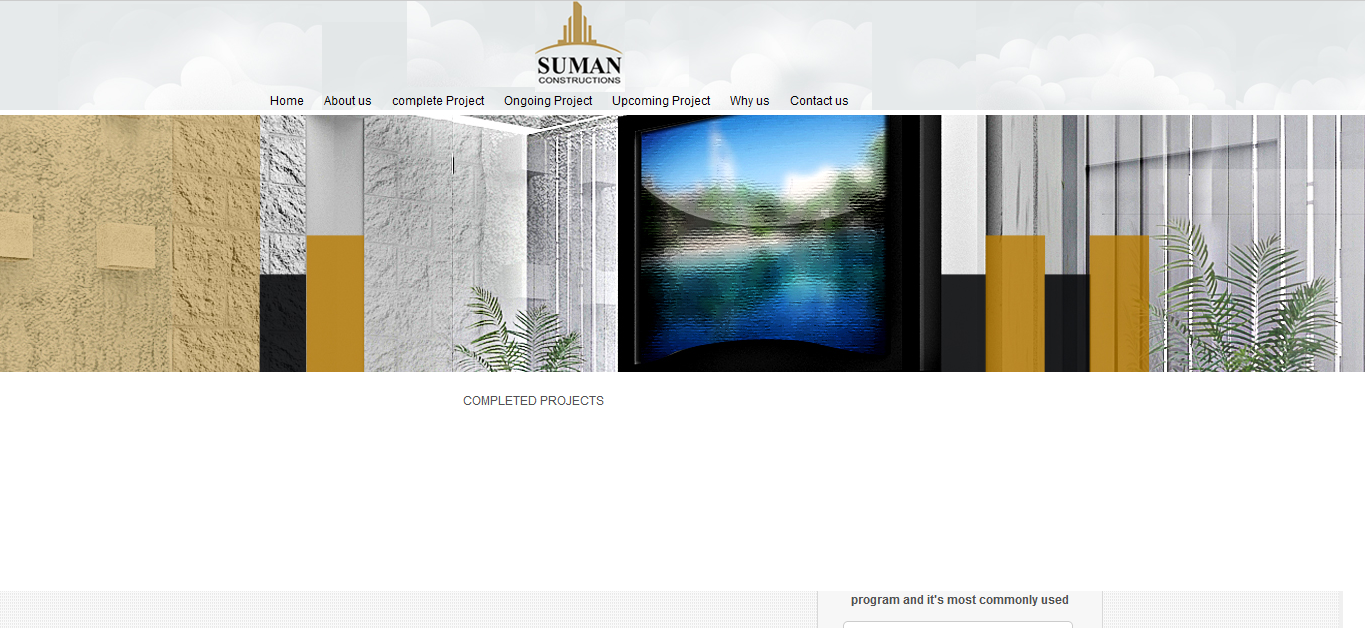 SUMAN
CONSTRUCTIONS
Home About us complete Project Ongoing Project Upcoming Project Why us Contact us
COMPLETED PROJECTS
program and it's most commonly used